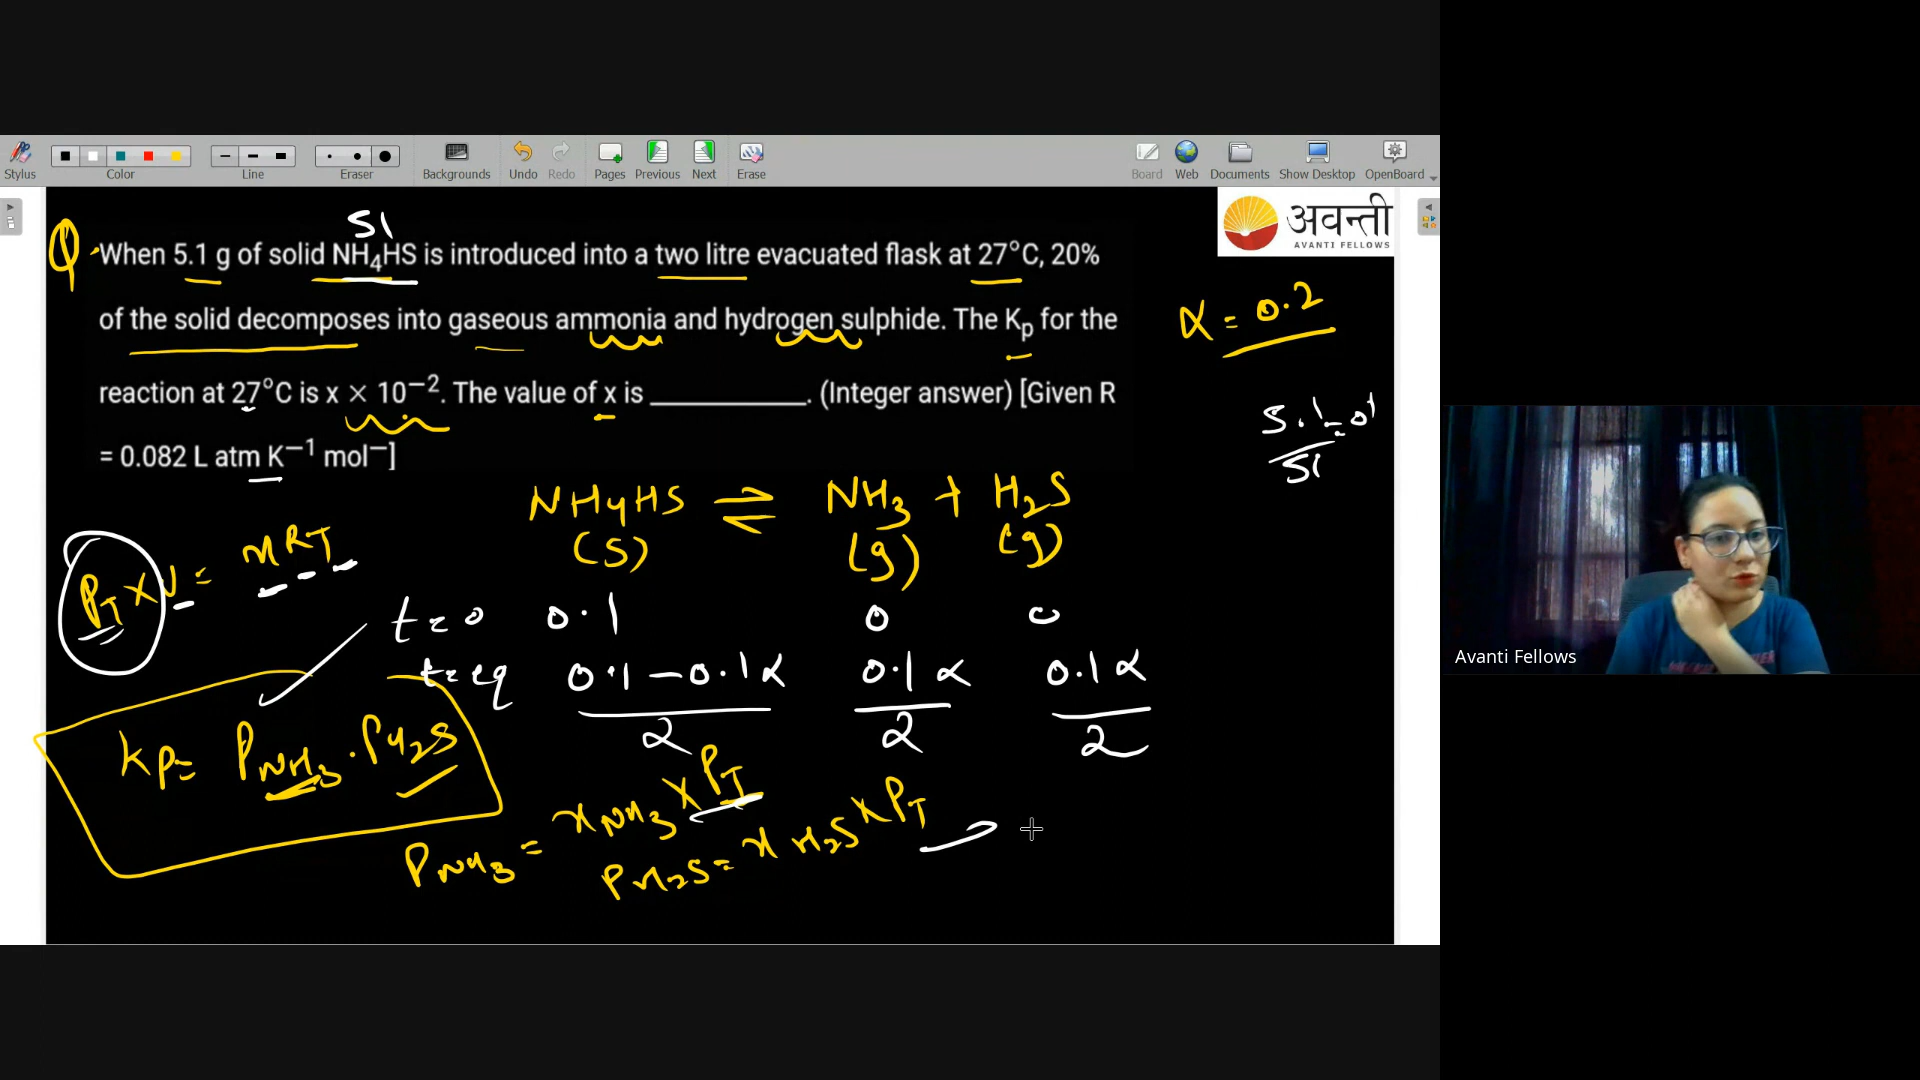 Stylus
Color
Line
Eraser
Backgrounds
Undo
Redo
Pages
Previous
Next
Erase
Board
Web
Documents
Show Desktop
OpenBoard
अवन्ती
AVANTI FELLOWS
51
Q. When 5.1 g of solid NH₄HS is introduced into a two litre evacuated flask at 27°C, 20%
of the solid decomposes into gaseous ammonia and hydrogen sulphide. The Kₚ for the
reaction at 27°C is x × 10⁻². The value of x is ____________. (Integer answer) [Given R
= 0.082 L atm K⁻¹ mol⁻]
α = 0.2
5.1/51 = 0.1
NH4HS (s) ⇌ NH3 (g) + H2S (g)
PT × V = nRT
t=0 0.1 0 0
t=eq (0.1 – 0.1α)/2 0.1α/2 0.1α/2
KP = PNH3 . PH2S
PNH3 = xNH3 × PT
PH2S = xH2S × PT
Avanti Fellows